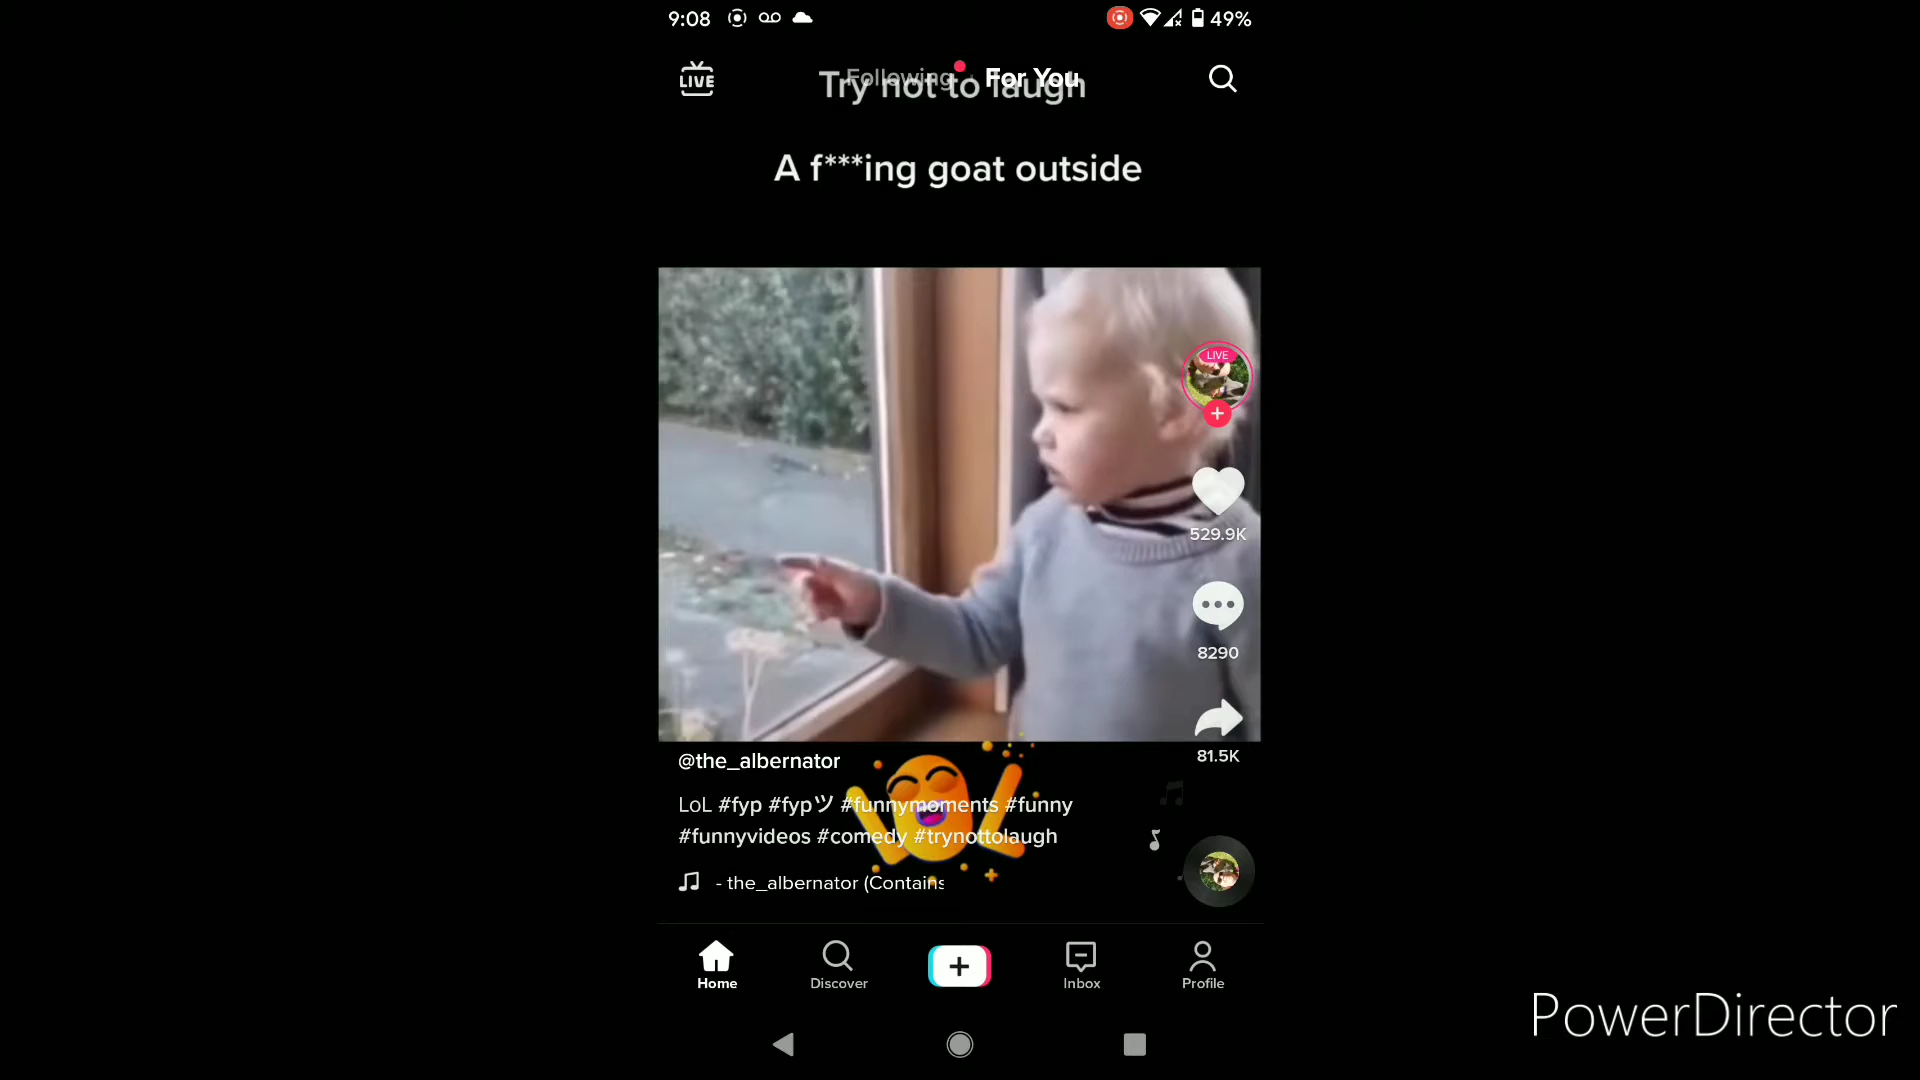 9:08
49%
LIVE
Following
For You
Try not to laugh
A f***ing goat outside
LIVE
529.9K
8290
81.5K
@the_albernator
LoL #fyp #fypツ #funnymoments #funny
#funnyvideos #comedy #trynottolaugh
- the_albernator (Contains
Home
Discover
Inbox
Profile
PowerDirector